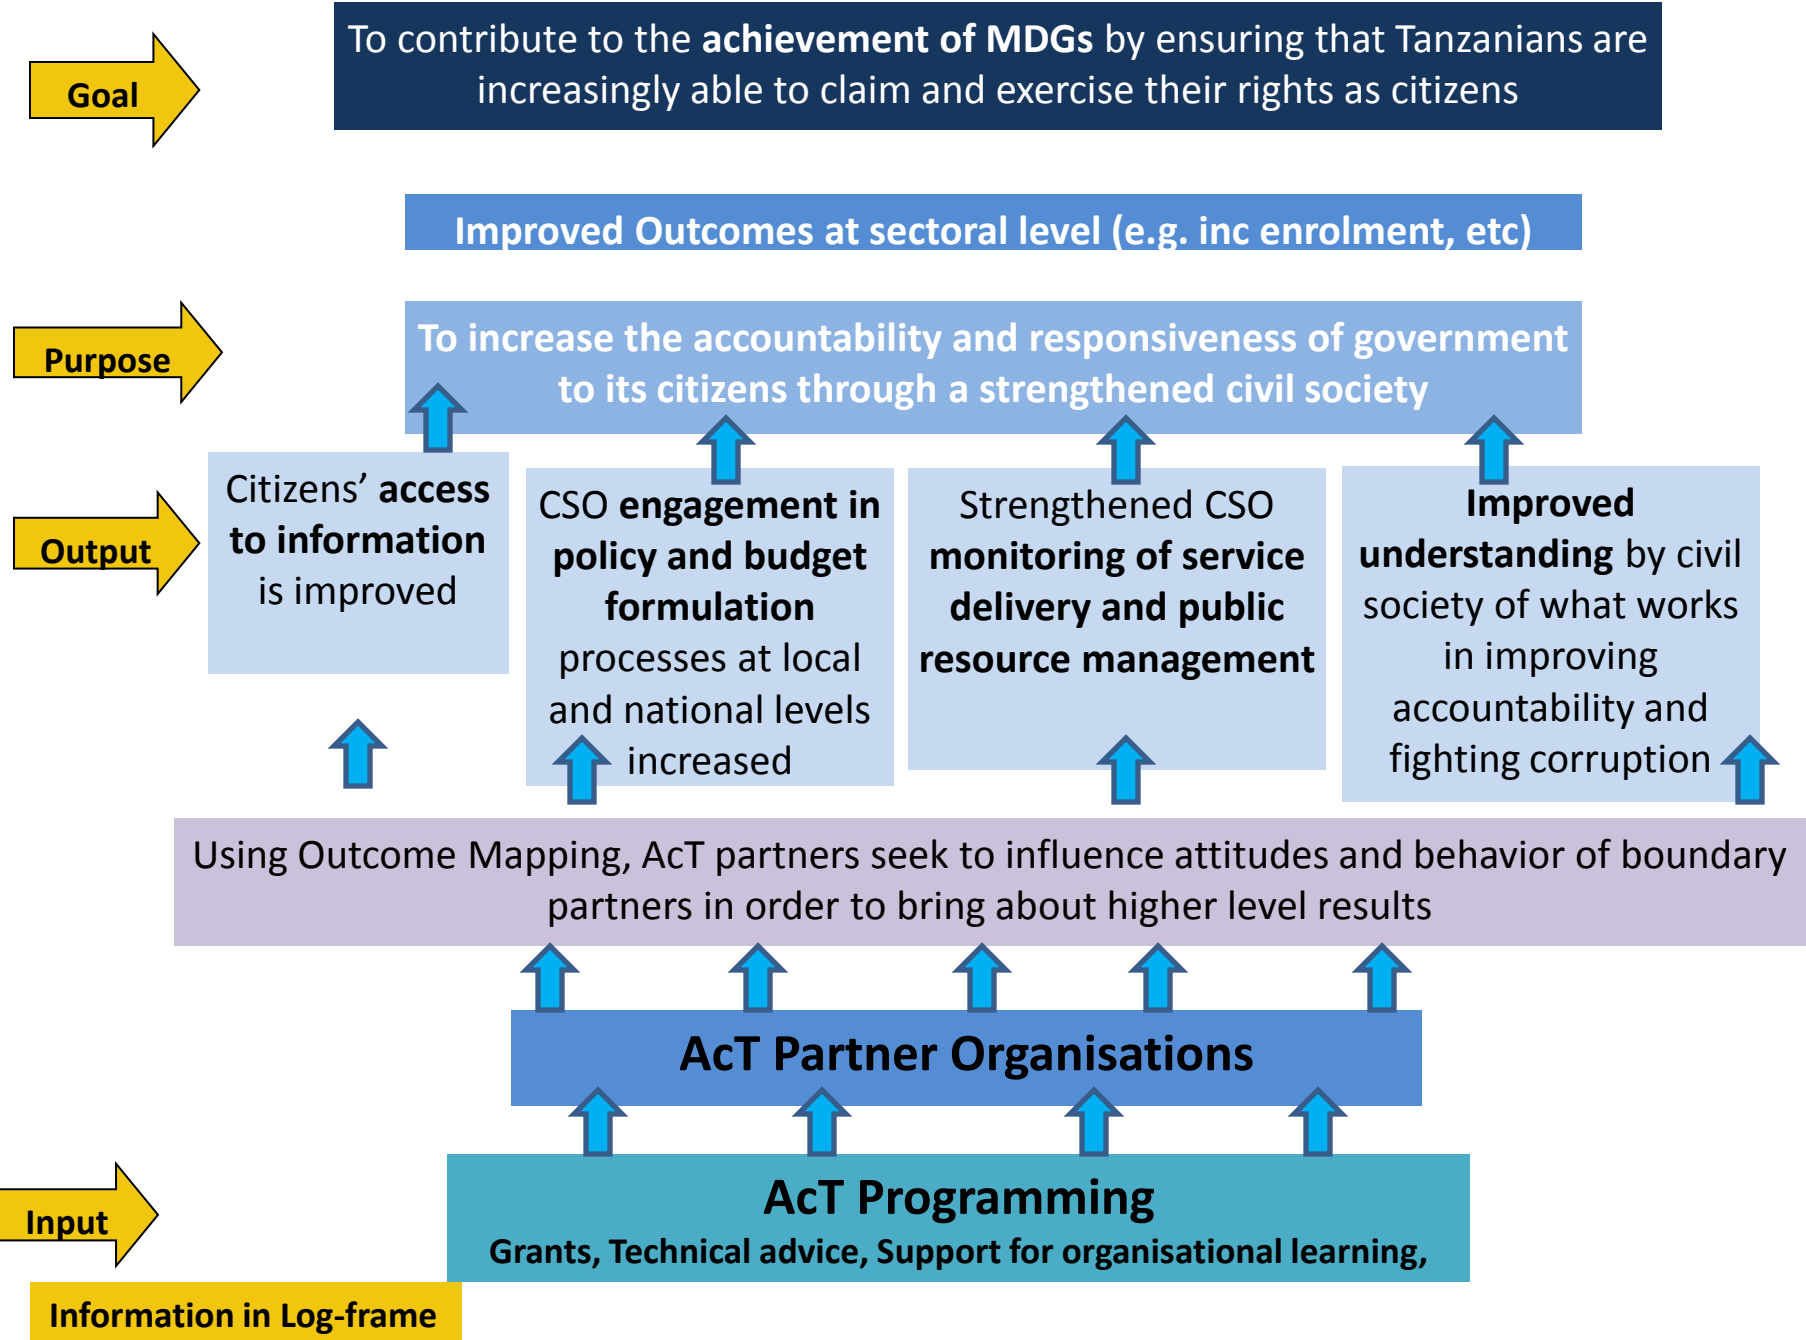 Goal
To contribute to the achievement of MDGs by ensuring that Tanzanians are
increasingly able to claim and exercise their rights as citizens
Improved Outcomes at sectoral level (e.g. inc enrolment, etc)
Purpose
To increase the accountability and responsiveness of government
to its citizens through a strengthened civil society
Output
Citizens’ access
to information
is improved
CSO engagement in
policy and budget
formulation
processes at local
and national levels
increased
Strengthened CSO
monitoring of service
delivery and public
resource management
Improved
understanding by civil
society of what works
in improving
accountability and
fighting corruption
Using Outcome Mapping, AcT partners seek to influence attitudes and behavior of boundary
partners in order to bring about higher level results
AcT Partner Organisations
Input
AcT Programming
Grants, Technical advice, Support for organisational learning,
Information in Log-frame